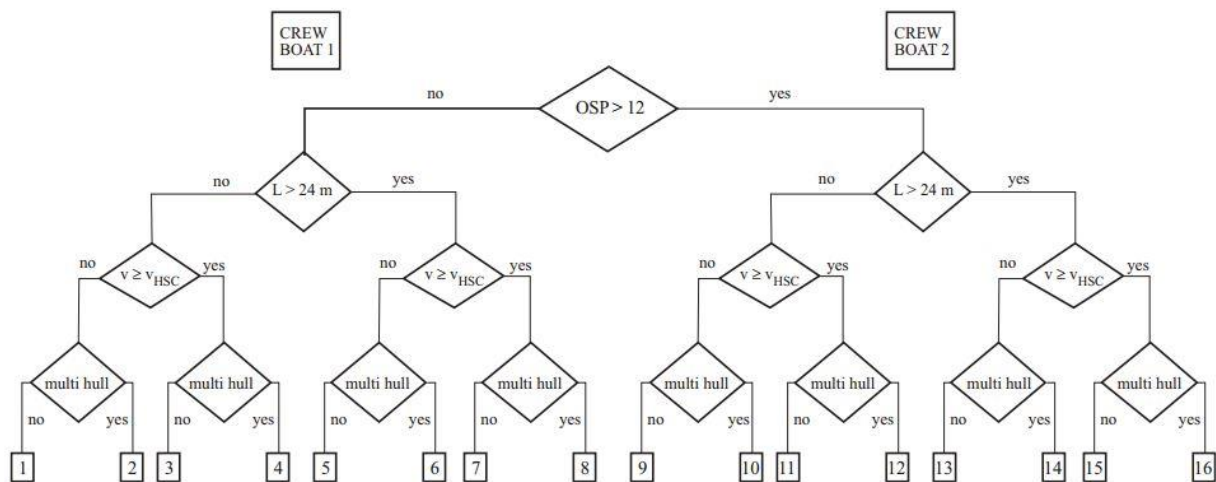 CREW
BOAT 1
CREW
BOAT 2
no
OSP > 12
yes
no
L > 24 m
yes
no
L > 24 m
yes
no
v ≥ vHSC
yes
no
v ≥ vHSC
yes
no
v ≥ vHSC
yes
no
v ≥ vHSC
yes
multi hull
multi hull
multi hull
multi hull
multi hull
multi hull
multi hull
multi hull
no
yes
no
yes
no
yes
no
yes
no
yes
no
yes
no
yes
no
yes
1
2
3
4
5
6
7
8
9
10
11
12
13
14
15
16